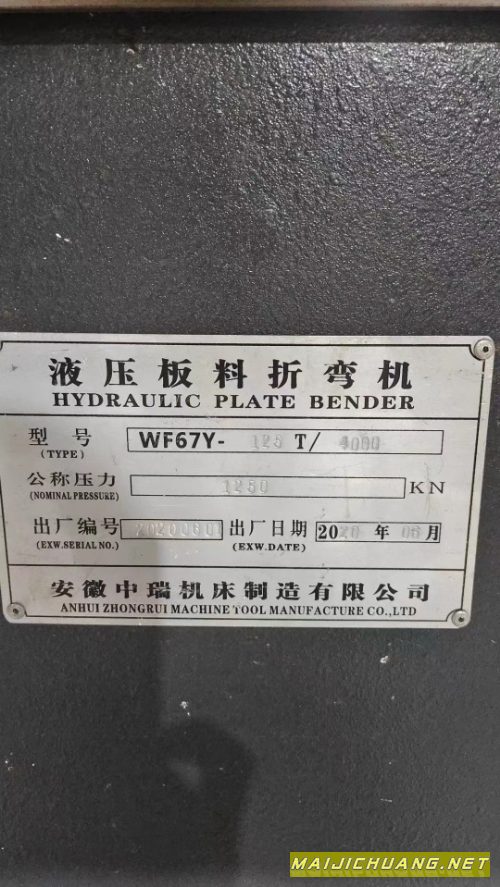 液压板料折弯机
HYDRAULIC PLATE BENDER
型号 WF67Y- 125 T/ 4000
(TYPE)
公称压力 1250 KN
(NOMINAL PRESSURE)
出厂编号 20200601 出厂日期 2020 年 06 月
(EXW.SERIAL NO.) (EXW.DATE)
安徽中瑞机床制造有限公司
ANHUI ZHONGRUI MACHINE TOOL MANUFACTURE CO.,LTD
MAIJICHUANG.NET